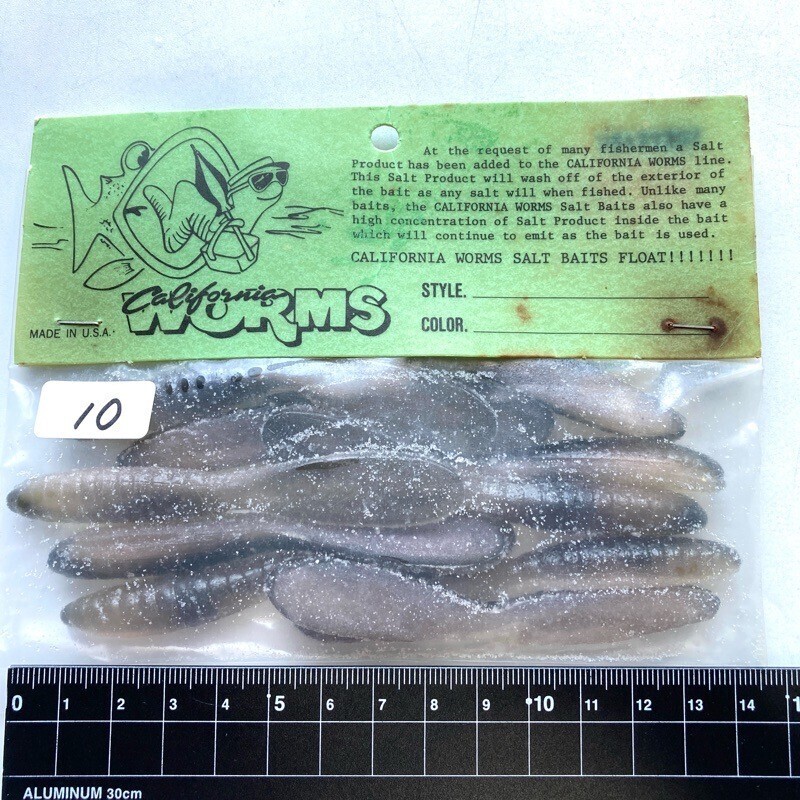 At the request of many fishermen a Salt
Product has been added to the CALIFORNIA WORMS line.
This Salt Product will wash off of the exterior of
the bait as any salt will when fished. Unlike many
baits, the CALIFORNIA WORMS Salt Baits also have a
high concentration of Salt Product inside the bait
which will continue to emit as the bait is used.
CALIFORNIA WORMS SALT BAITS FLOAT!!!!!!!
California
WORMS
MADE IN U.S.A.
STYLE.
COLOR.
10
0 1 2 3 4 5 6 7 8 9 10 11 12 13 14 1
ALUMINUM 30cm